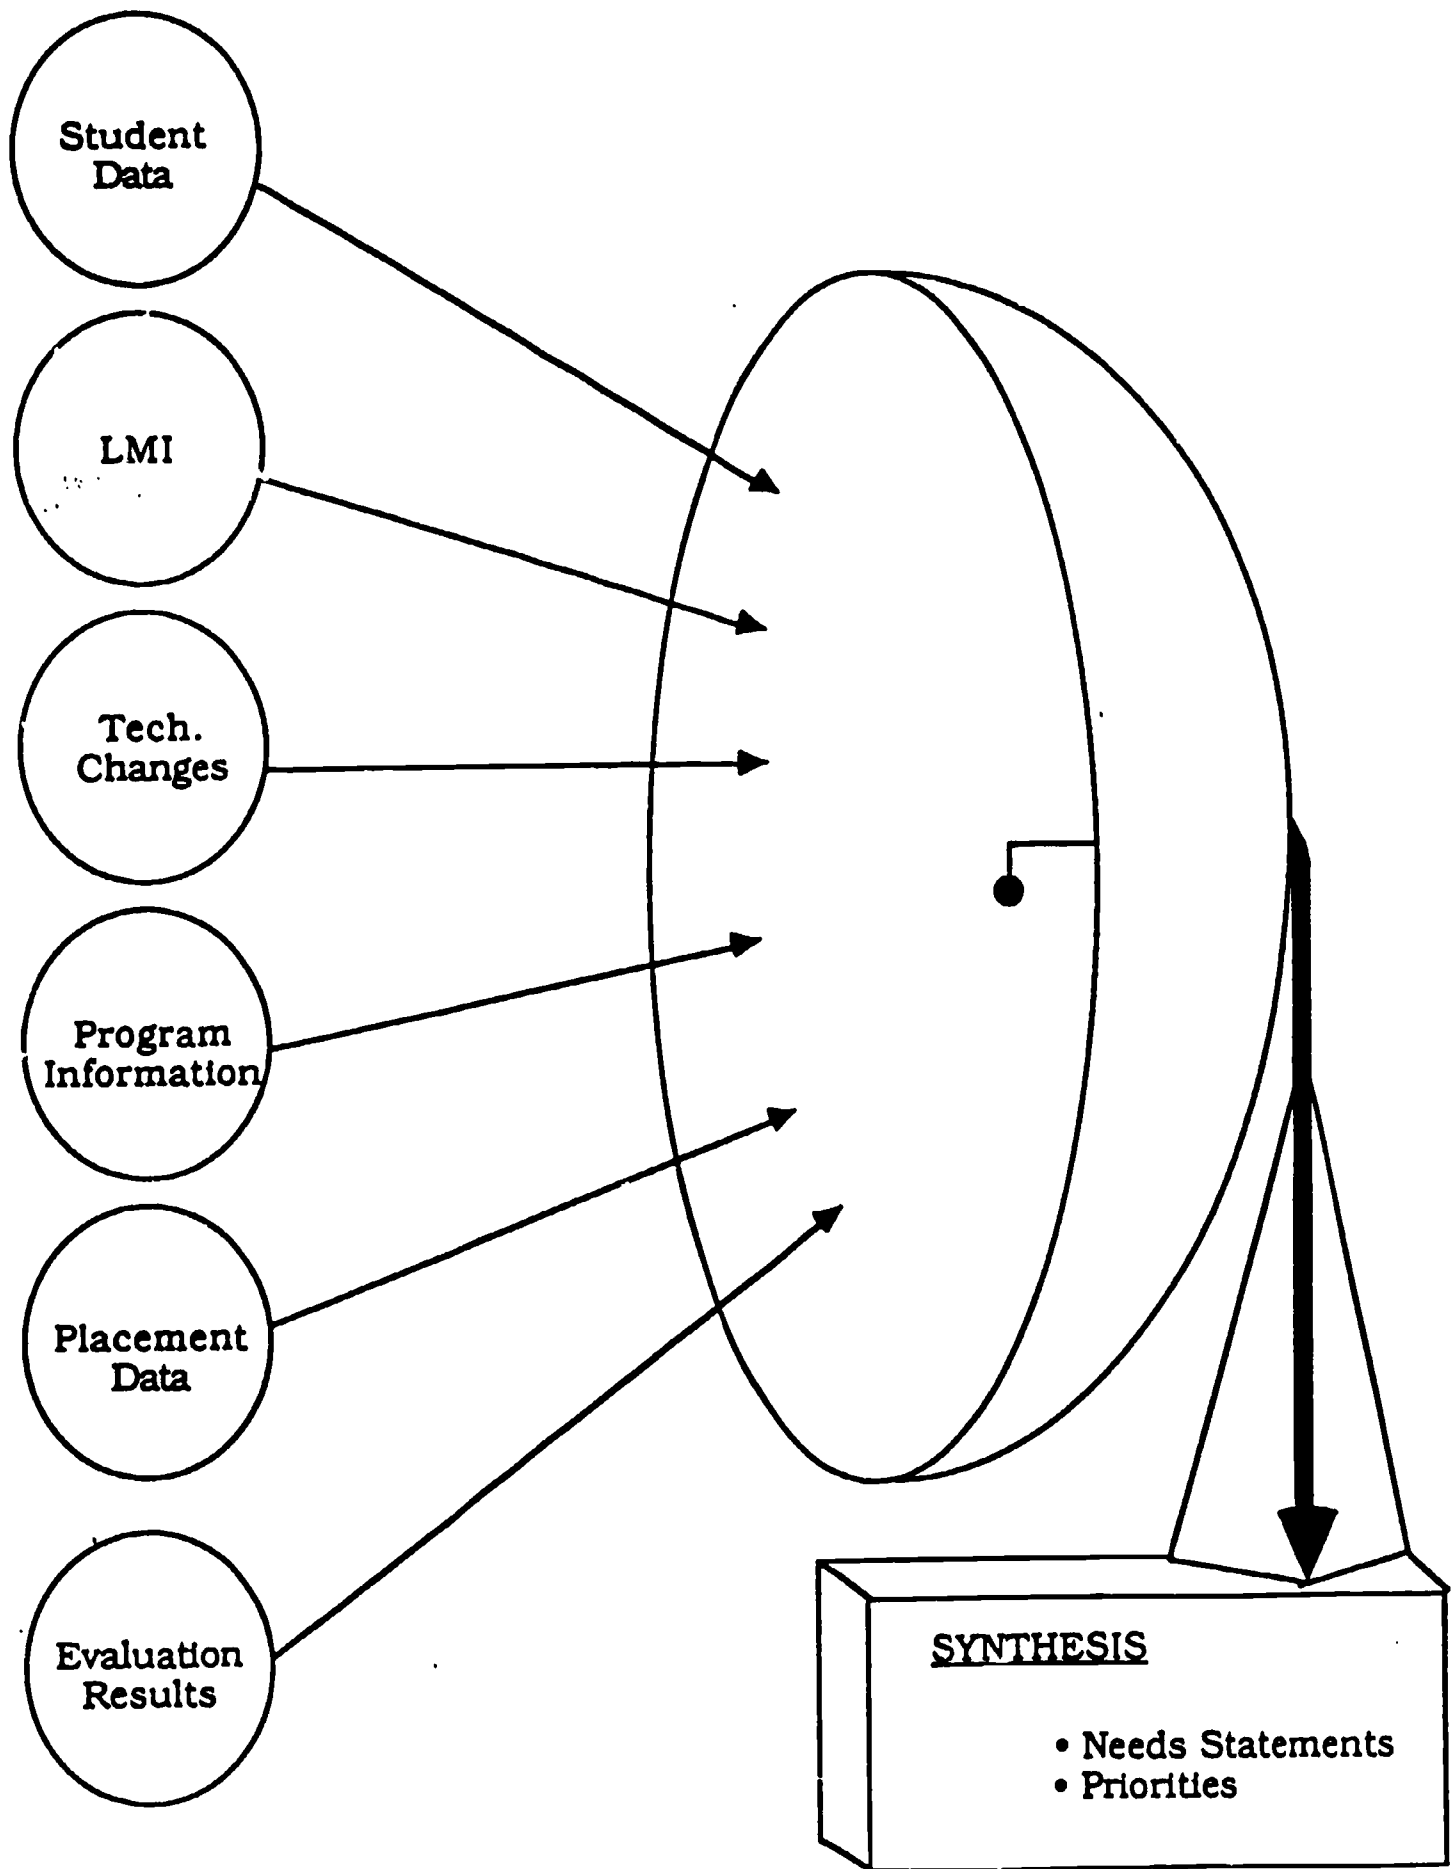 Student
Data
LMI
Tech.
Changes
Program
Information
Placement
Data
Evaluation
Results
SYNTHESIS
• Needs Statements
• Priorities